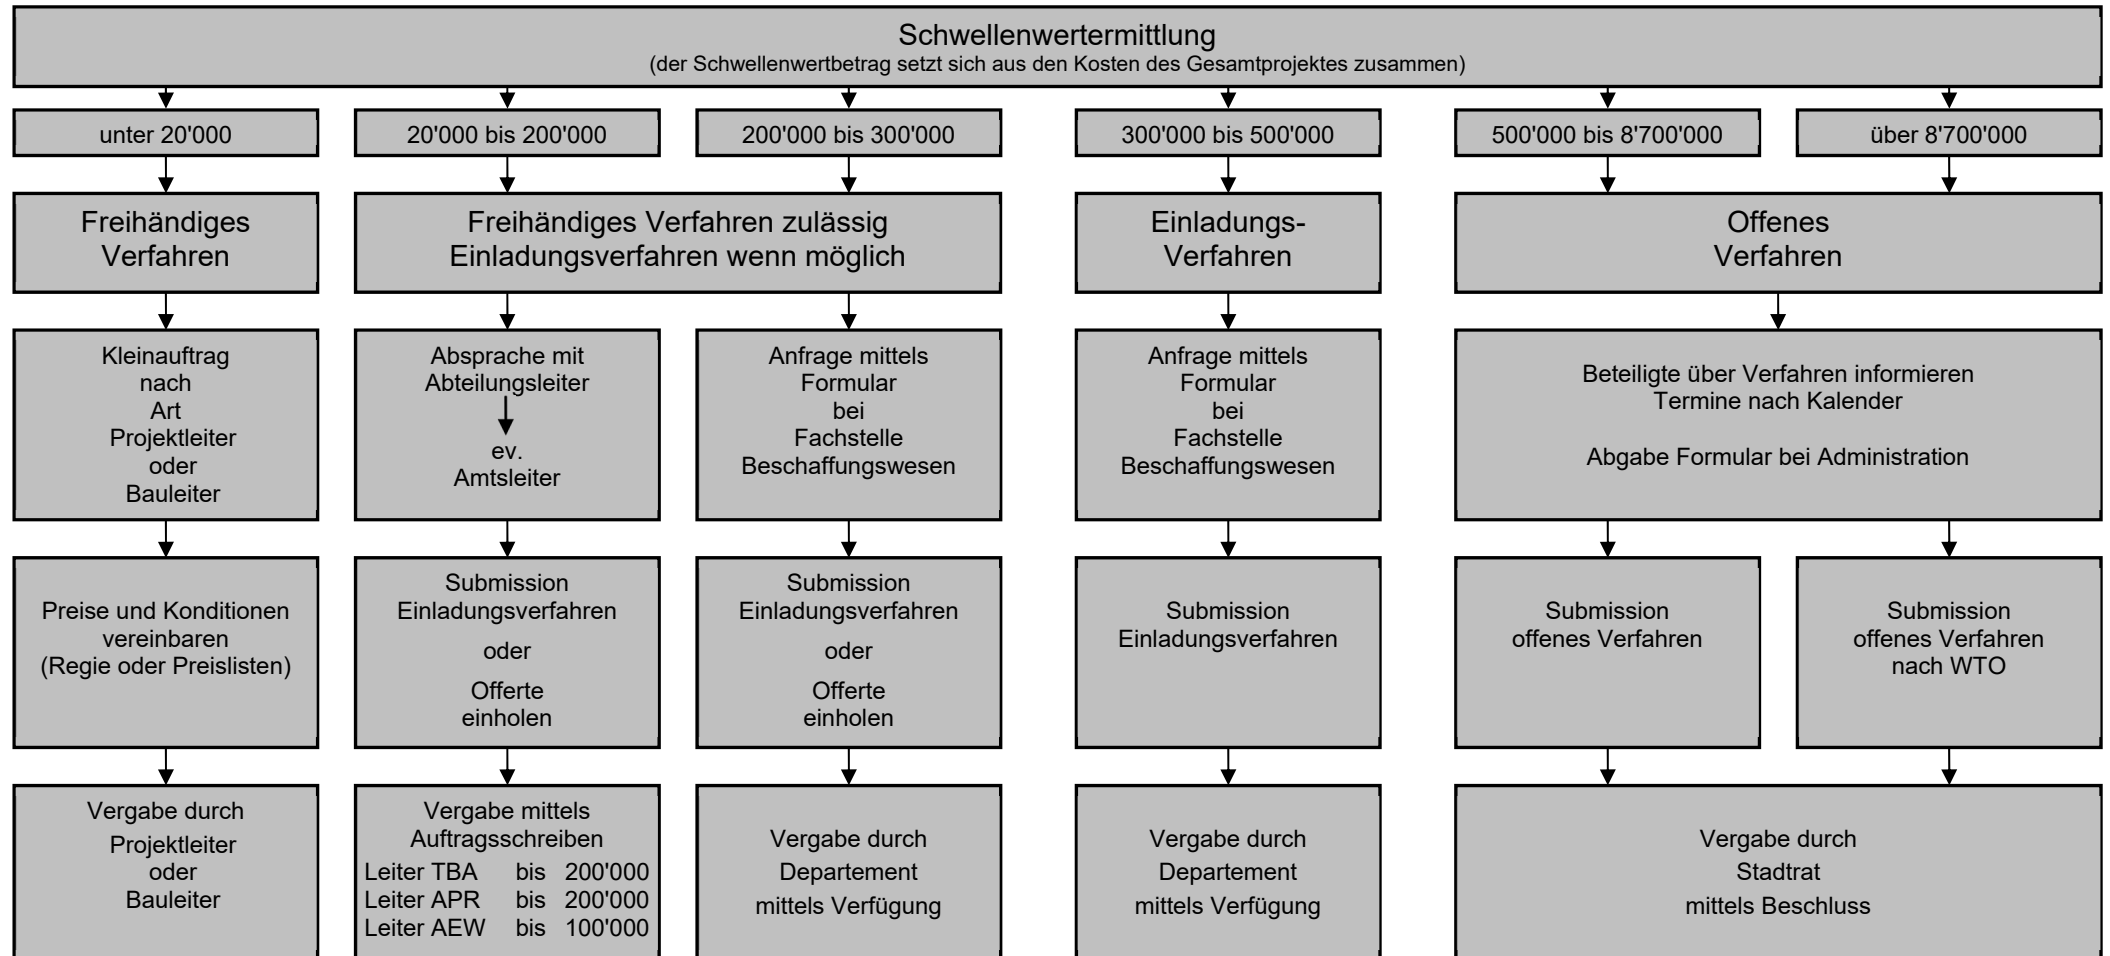 Schwellenwertermittlung
(der Schwellenwertbetrag setzt sich aus den Kosten des Gesamtprojektes zusammen)
unter 20'000
20'000 bis 200'000
200'000 bis 300'000
300'000 bis 500'000
500'000 bis 8'700'000
über 8'700'000
Freihändiges
Verfahren
Freihändiges Verfahren zulässig
Einladungsverfahren wenn möglich
Einladungs-
Verfahren
Offenes
Verfahren
Kleinauftrag
nach
Art
Projektleiter
oder
Bauleiter
Absprache mit
Abteilungsleiter
ev.
Amtsleiter
Anfrage mittels
Formular
bei
Fachstelle
Beschaffungswesen
Anfrage mittels
Formular
bei
Fachstelle
Beschaffungswesen
Beteiligte über Verfahren informieren
Termine nach Kalender
Abgabe Formular bei Administration
Preise und Konditionen
vereinbaren
(Regie oder Preislisten)
Submission
Einladungsverfahren
oder
Offerte
einholen
Submission
Einladungsverfahren
oder
Offerte
einholen
Submission
Einladungsverfahren
Submission
offenes Verfahren
Submission
offenes Verfahren
nach WTO
Vergabe durch
Projektleiter
oder
Bauleiter
Vergabe mittels
Auftragsschreiben
Leiter TBA bis 200'000
Leiter APR bis 200'000
Leiter AEW bis 100'000
Vergabe durch
Departement
mittels Verfügung
Vergabe durch
Departement
mittels Verfügung
Vergabe durch
Stadtrat
mittels Beschluss